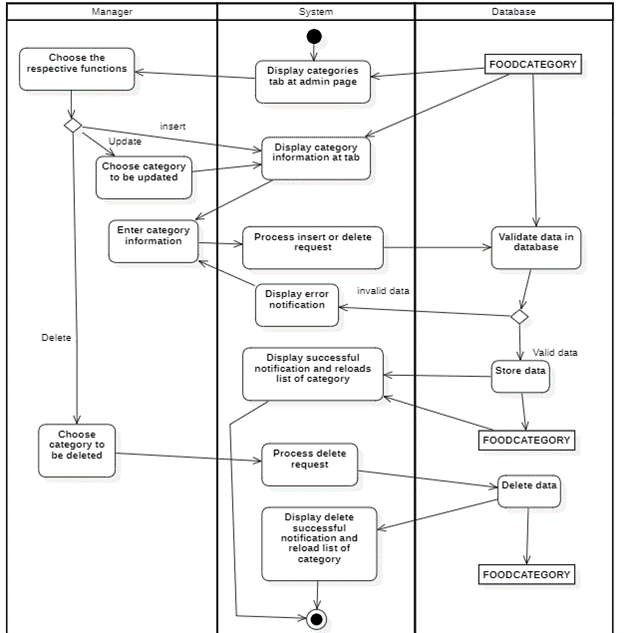 Manager
System
Database
Choose the
respective functions
Display categories
tab at admin page
FOODCATEGORY
insert
Update
Display category
information at tab
Choose category
to be updated
Enter category
information
Process insert or delete
request
Validate data in
database
Display error
notification
invalid data
Delete
Display successful
notification and reloads
list of category
Valid data
Store data
Choose
category to
be deleted
FOODCATEGORY
Process delete
request
Delete data
Display delete
successful
notification and
reload list of
category
FOODCATEGORY